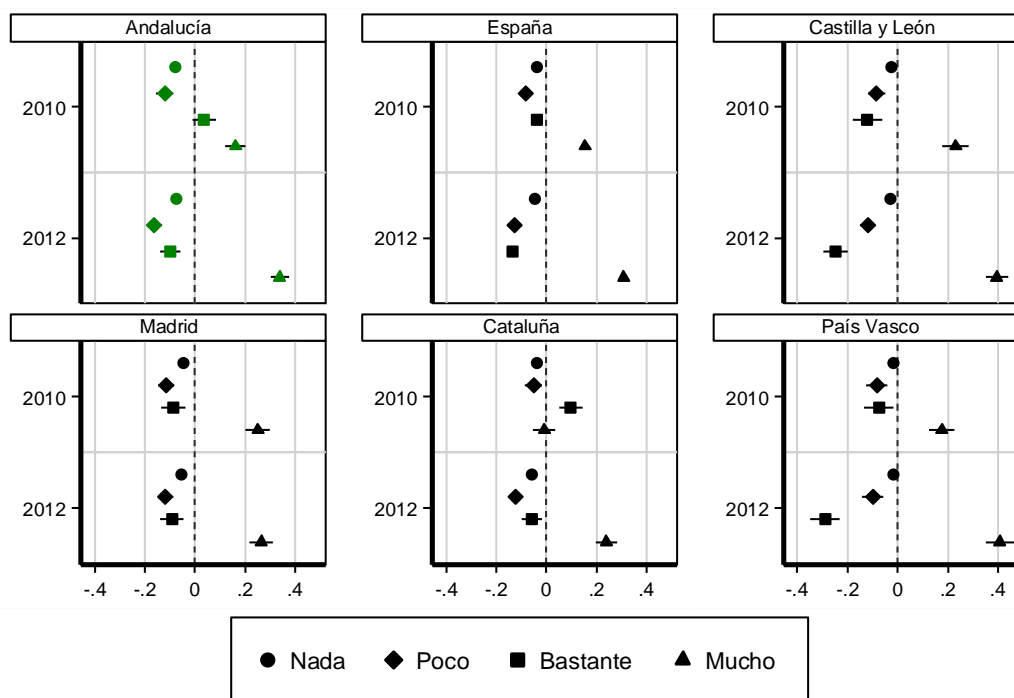 Andalucía España Castilla y León
2010 2010 2010
2012 2012 2012
Madrid Cataluña País Vasco
2010 2010 2010
2012 2012 2012
-.4 -.2 0 .2 .4 -.4 -.2 0 .2 .4 -.4 -.2 0 .2 .4
Nada Poco Bastante Mucho